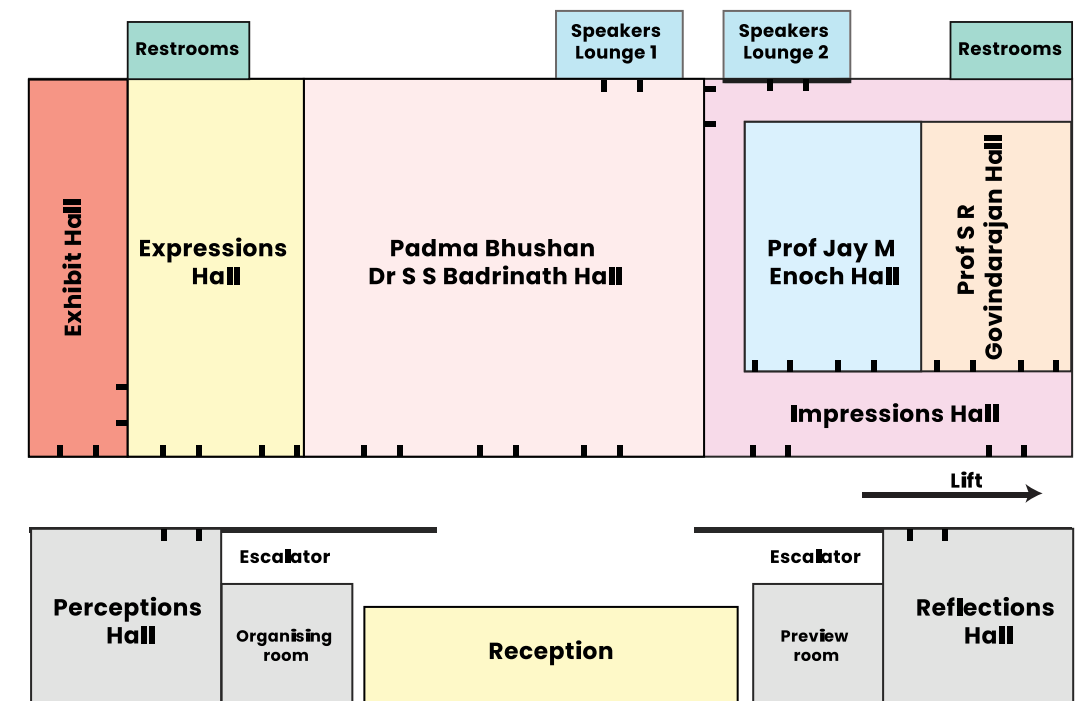 Restrooms
Speakers
Lounge 1
Speakers
Lounge 2
Restrooms
Exhibit Hall
Expressions
Hall
Padma Bhushan
Dr S S Badrinath Hall
Prof Jay M
Enoch Hall
Prof S R
Govindarajan Hall
Impressions Hall
Lift
Perceptions
Hall
Escalator
Organising
room
Reception
Escalator
Preview
room
Reflections
Hall